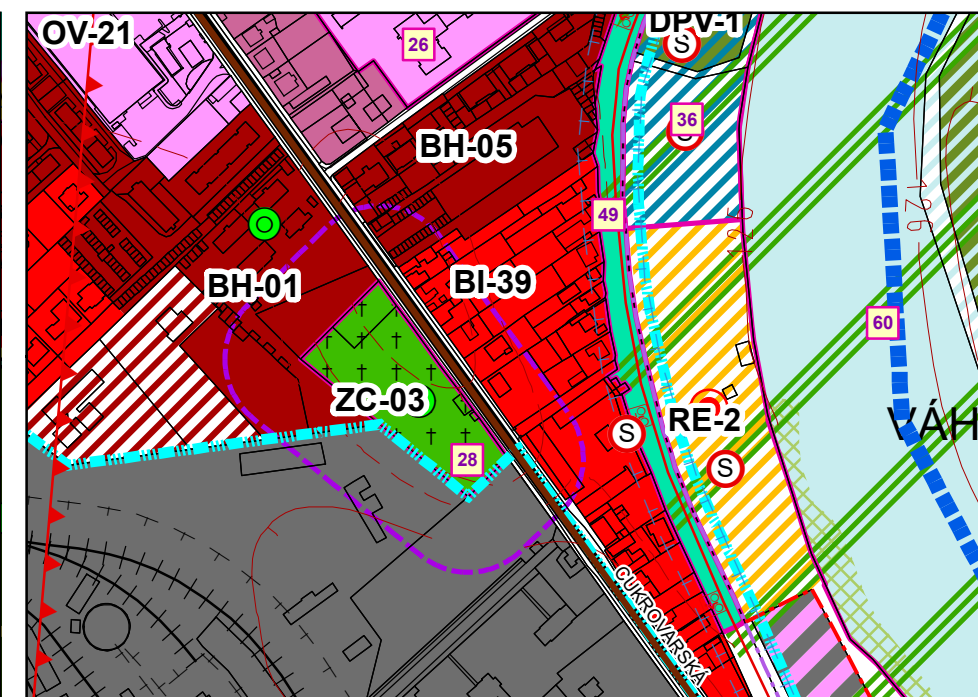 OV-21
DPV-1
26
S
36
BH-05
49
BH-01
BI-39
60
ZC-03
RE-2
VÁH
S
28
S
126
CUKROVARSKÁ